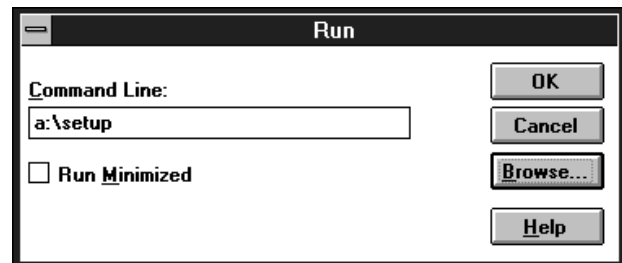 Run
Command Line:
a:\setup
Run Minimized
OK
Cancel
Browse...
Help